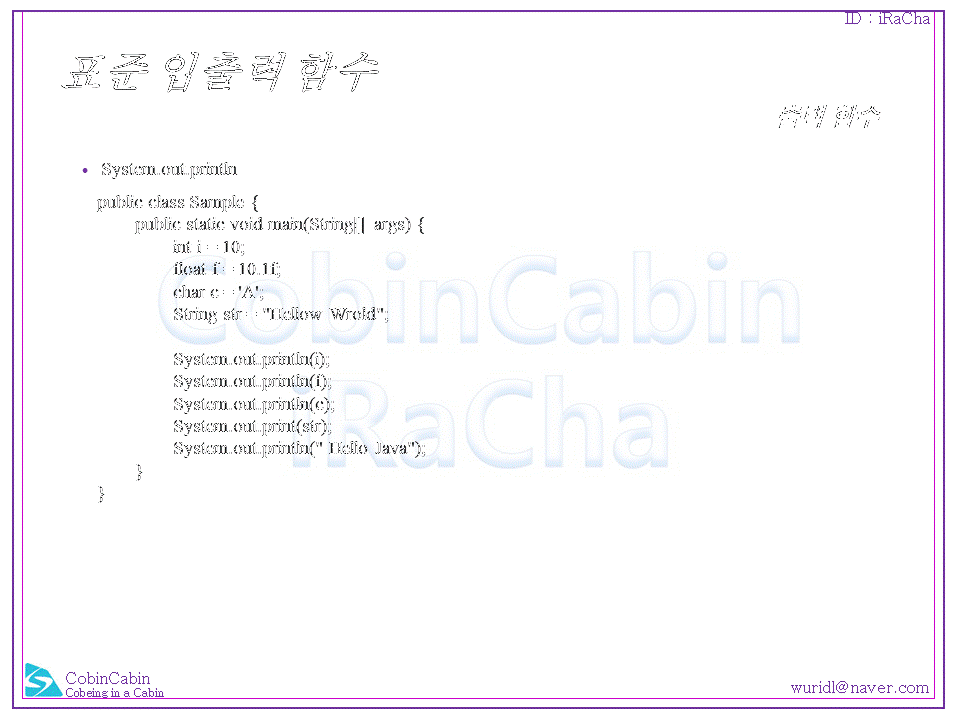 ID : iRaCha
표준 입출력 함수
출력 함수
• System.out.println
public class Sample {
public static void main(String[] args) {
int i = 10;
float f = 10.1f;
char c = 'A';
String str = "Hellow Wrold";
System.out.println(i);
System.out.println(f);
System.out.println(c);
System.out.print(str);
System.out.println(" Hello Java");
}
}
CobinCabin
iRaCha
CobinCabin
Cobeing in a Cabin
wuridl@naver.com